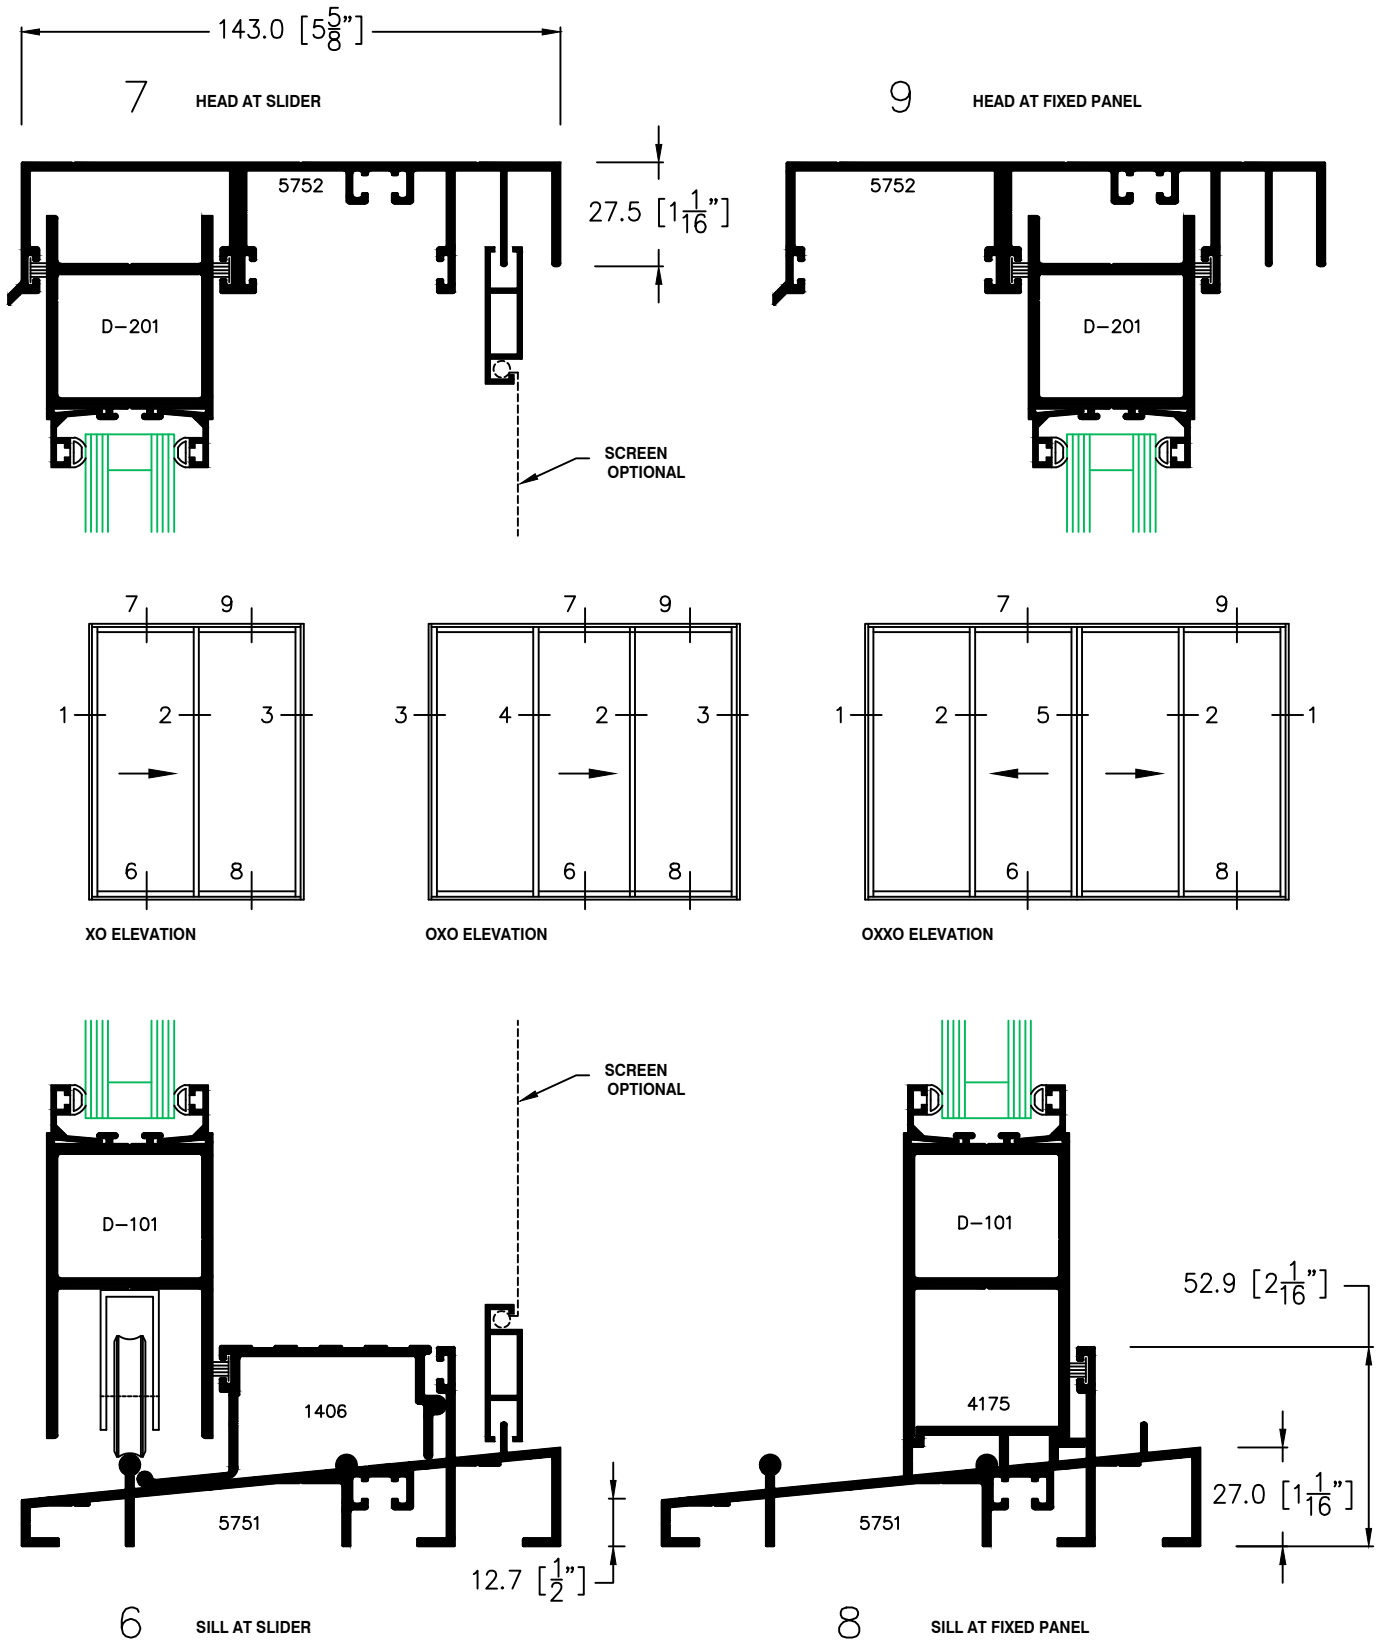 143.0 [5 5/8"]
7 HEAD AT SLIDER
9 HEAD AT FIXED PANEL
5752
5752
27.5 [1 1/16"]
D-201
D-201
SCREEN
OPTIONAL
7 9
7 9
7 9
1 2 3
3 4 2 3
1 2 5 2 1
6 8
6 8
6 8
XO ELEVATION
OXO ELEVATION
OXXO ELEVATION
SCREEN
OPTIONAL
D-101
D-101
52.9 [2 1/16"]
1406
4175
27.0 [1 1/16"]
5751
5751
12.7 [1/2"]
6 SILL AT SLIDER
8 SILL AT FIXED PANEL